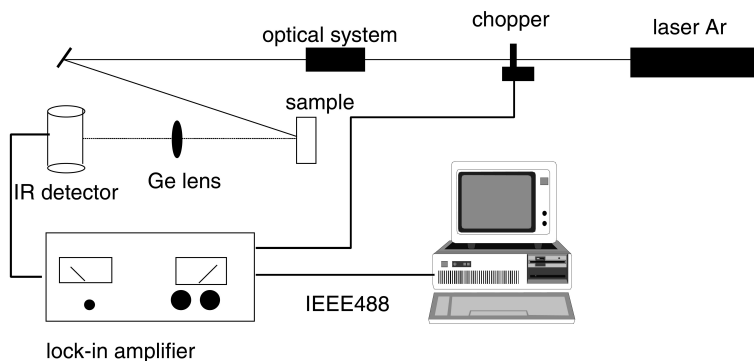 chopper
laser Ar
optical system
sample
IR detector
Ge lens
IEEE488
lock-in amplifier